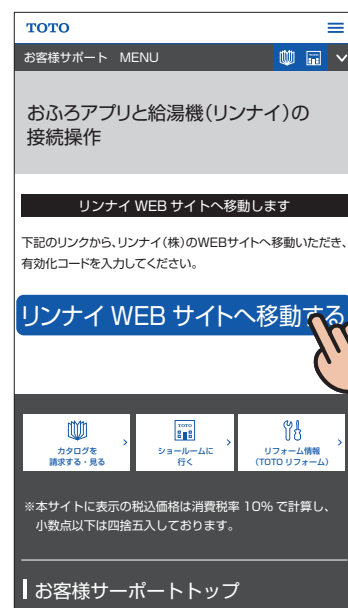 TOTO
お客様サポート MENU
おふろアプリと給湯機(リンナイ)の
接続操作
リンナイ WEB サイトへ移動します
下記のリンクから、リンナイ(株)のWEBサイトへ移動いただき、
有効化コードを入力してください。
リンナイ WEB サイトへ移動する
カタログを
請求する・見る
TOTO
ショールームに
行く
リフォーム情報
(TOTO リフォーム)
※本サイトに表示の税込価格は消費税率 10% で計算し、
小数点以下は四捨五入しております。
お客様サーポートトップ